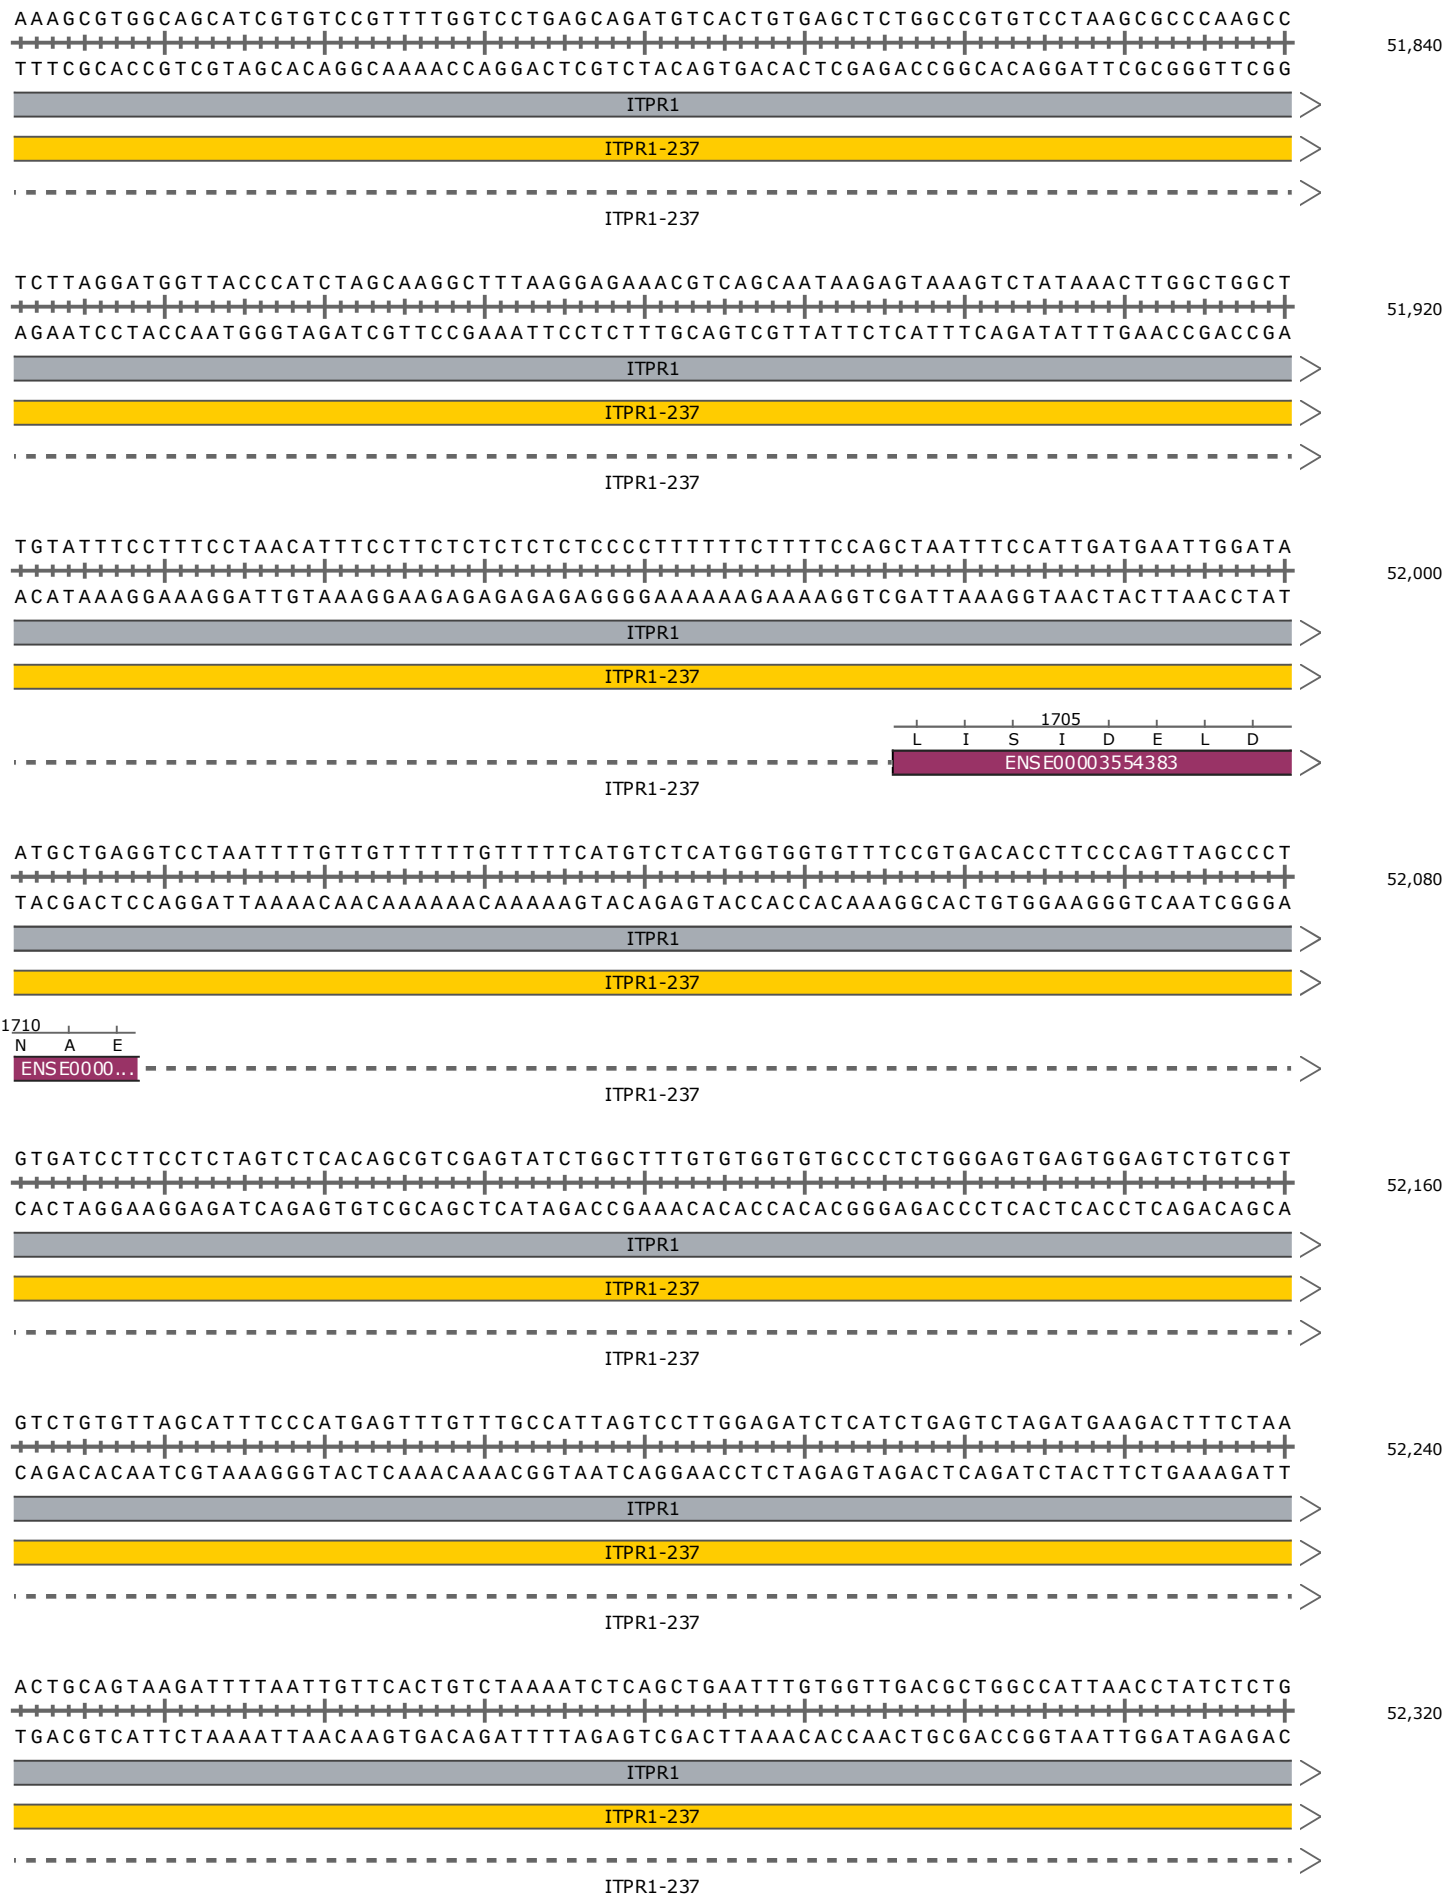 AAAGCGTGGCAGCATCGTGTCCGTTTTGGTCCTGAGCAGATGTCACTGTGAGCTCTGGCCGTGTCCTAAGCGCCCAAGCC
51,840
TTTCGCACCGTCGTAGCACAGGCAAAACCAGGACTCGTCTACAGTGACACTCGAGACCGGCACAGGATTCGCGGGTTCGG
ITPR1
ITPR1-237
ITPR1-237
TCTTAGGATGGTTACCCATCTAGCAAGGCTTTAAGGAGAAACGTCAGCAATAAGAGTAAAGTCTATAAACTTGGCTGGCT
51,920
AGAATCCTACCAATGGGTAGATCGTTCCGAAATTCCTCTTTGCAGTCGTTATTCTCATTTCAGATATTTGAACCGACCGA
ITPR1
ITPR1-237
ITPR1-237
TGTATTTCCTTTCCTAACATTTCCTTCTCTCTCTCTCCCCTTTTTTCTTTTCCAGCTAATTTCCATTGATGAATTGGATA
52,000
ACATAAAGGAAAGGATTGTAAAGGAAGAGAGAGAGAGGGGAAAAAAGAAAAGGTCGATTAAAGGTAACTACTTAACCTAT
ITPR1
ITPR1-237
1705
L I S I D E L D
ENSE00003554383
ITPR1-237
ATGCTGAGGTCCTAATTTTGTTGTTTTTTGTTTTTCATGTCTCATGGTGGTGTTTCCGTGACACCTTCCCAGTTAGCCCT
52,080
TACGACTCCAGGATTAAAACAACAAAAAACAAAAAGTACAGAGTACCACCACAAAGGCACTGTGGAAGGGTCAATCGGGA
ITPR1
ITPR1-237
1710
N A E
ENSE0000...
ITPR1-237
GTGATCCTTCCTCTAGTCTCACAGCGTCGAGTATCTGGCTTTGTGTGGTGTGCCCTCTGGGAGTGAGTGGAGTCTGTCGT
52,160
CACTAGGAAGGAGATCAGAGTGTCGCAGCTCATAGACCGAAACACACCACACGGGAGACCCTCACTCACCTCAGACAGCA
ITPR1
ITPR1-237
ITPR1-237
GTCTGTGTTAGCATTTCCCATGAGTTTGTTTGCCATTAGTCCTTGGAGATCTCATCTGAGTCTAGATGAAGACTTTCTAA
52,240
CAGACACAATCGTAAAGGGTACTCAAACAAACGGTAATCAGGAACCTCTAGAGTAGACTCAGATCTACTTCTGAAAGATT
ITPR1
ITPR1-237
ITPR1-237
ACTGCAGTAAGATTTTAATTGTTCACTGTCTAAAATCTCAGCTGAATTTGTGGTTGACGCTGGCCATTAACCTATCTCTG
52,320
TGACGTCATTCTAAAATTAACAAGTGACAGATTTTAGAGTCGACTTAAACACCAACTGCGACCGGTAATTGGATAGAGAC
ITPR1
ITPR1-237
ITPR1-237